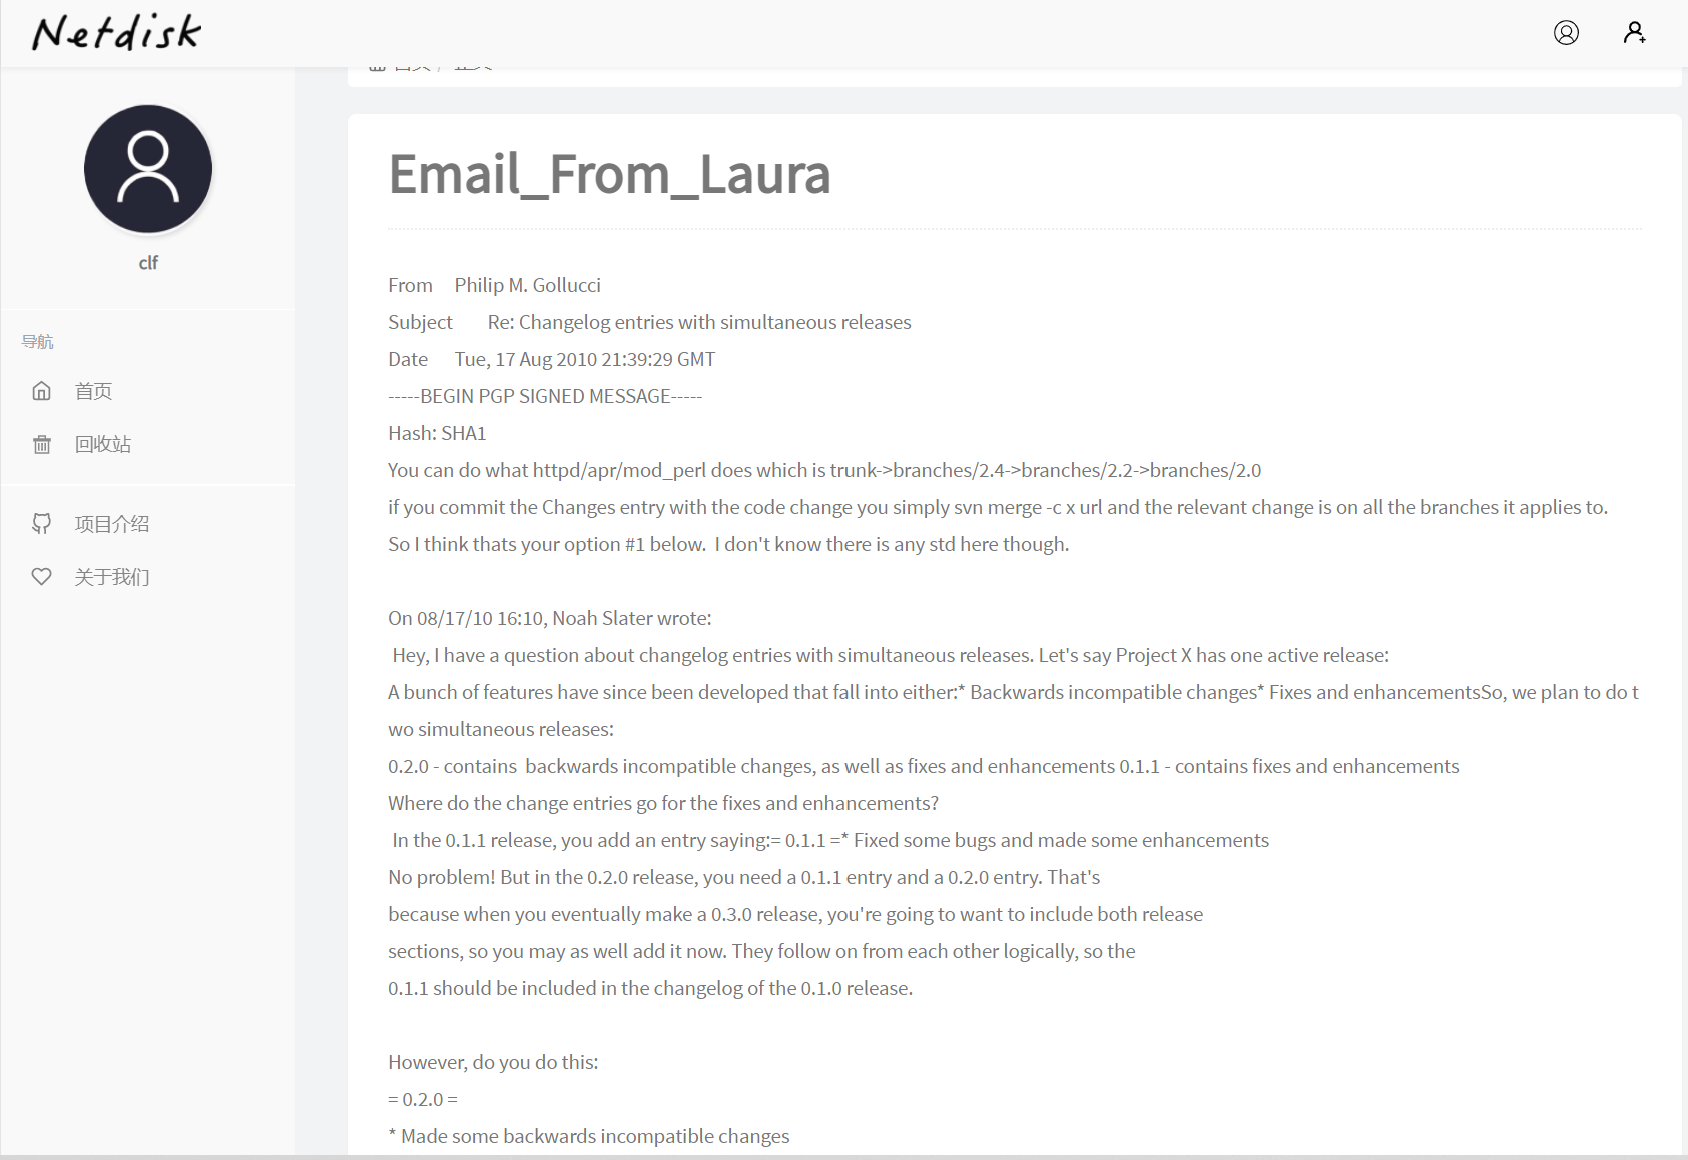 Netdisk
首页 / 正文
clf
导航
首页
回收站
项目介绍
关于我们
Email_From_Laura
From Philip M. Gollucci
Subject Re: Changelog entries with simultaneous releases
Date Tue, 17 Aug 2010 21:39:29 GMT
-----BEGIN PGP SIGNED MESSAGE-----
Hash: SHA1
You can do what httpd/apr/mod_perl does which is trunk->branches/2.4->branches/2.2->branches/2.0
if you commit the Changes entry with the code change you simply svn merge -c x url and the relevant change is on all the branches it applies to.
So I think thats your option #1 below.  I don't know there is any std here though.
On 08/17/10 16:10, Noah Slater wrote:
Hey, I have a question about changelog entries with simultaneous releases. Let's say Project X has one active release:
A bunch of features have since been developed that fall into either:* Backwards incompatible changes* Fixes and enhancementsSo, we plan to do t
wo simultaneous releases:
0.2.0 - contains  backwards incompatible changes, as well as fixes and enhancements 0.1.1 - contains fixes and enhancements
Where do the change entries go for the fixes and enhancements?
In the 0.1.1 release, you add an entry saying:= 0.1.1 =* Fixed some bugs and made some enhancements
No problem! But in the 0.2.0 release, you need a 0.1.1 entry and a 0.2.0 entry. That's
because when you eventually make a 0.3.0 release, you're going to want to include both release
sections, so you may as well add it now. They follow on from each other logically, so the
0.1.1 should be included in the changelog of the 0.1.0 release.
However, do you do this:
= 0.2.0 =
* Made some backwards incompatible changes